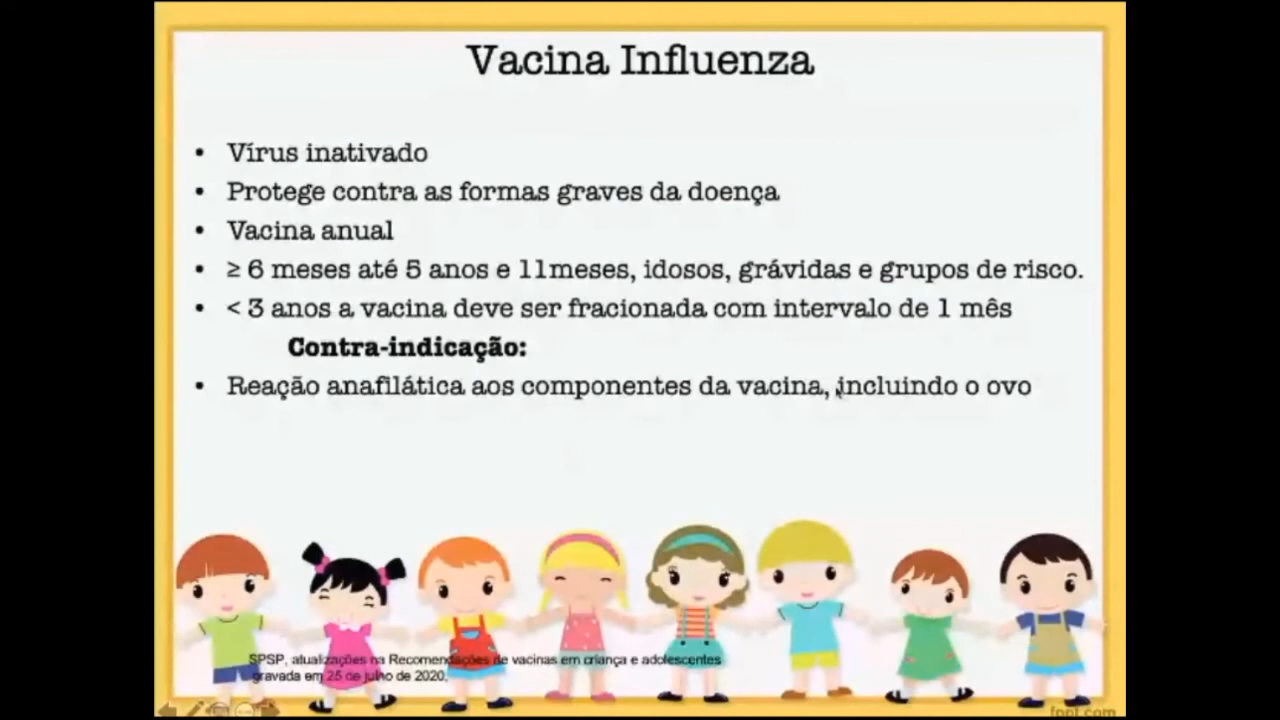 Vacina Influenza
• Vírus inativado
• Protege contra as formas graves da doença
• Vacina anual
• ≥ 6 meses até 5 anos e 11meses, idosos, grávidas e grupos de risco.
• < 3 anos a vacina deve ser fracionada com intervalo de 1 mês
Contra-indicação:
• Reação anafilática aos componentes da vacina, incluindo o ovo
SPSP, atualizações na Recomendações de vacinas em criança e adolescentes
gravada em 25 de julho de 2020.
fppt.com